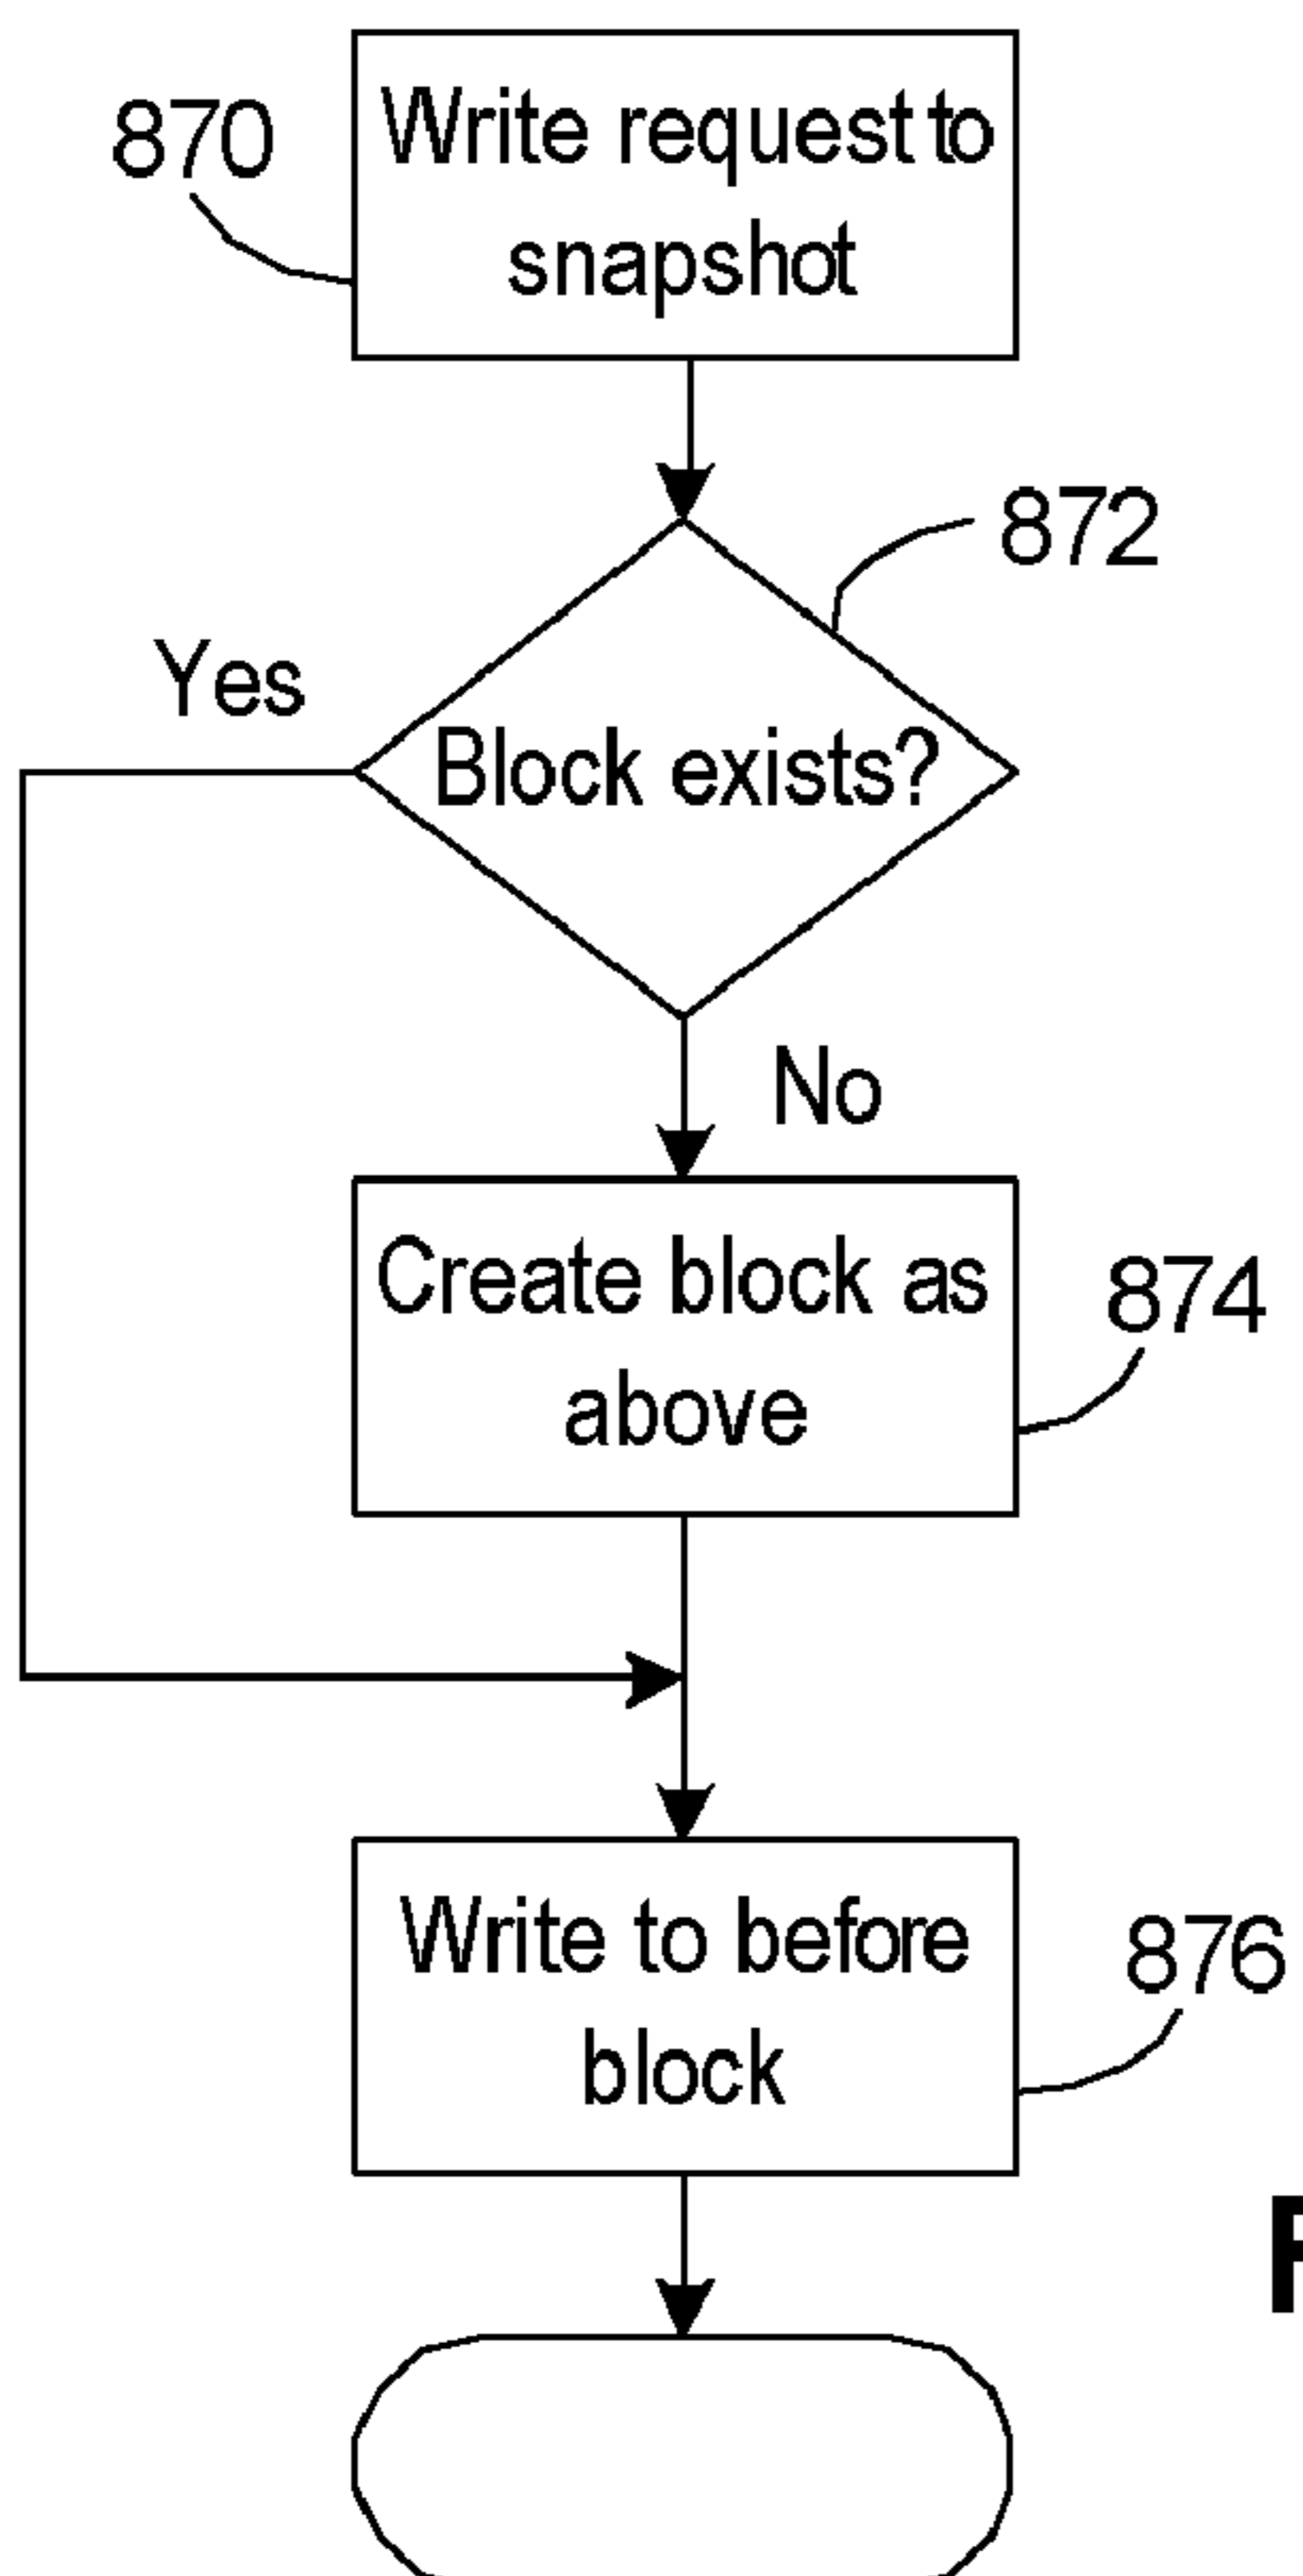 870
Write request to
snapshot
872
Yes
Block exists?
No
Create block as
above
874
Write to before
block
876